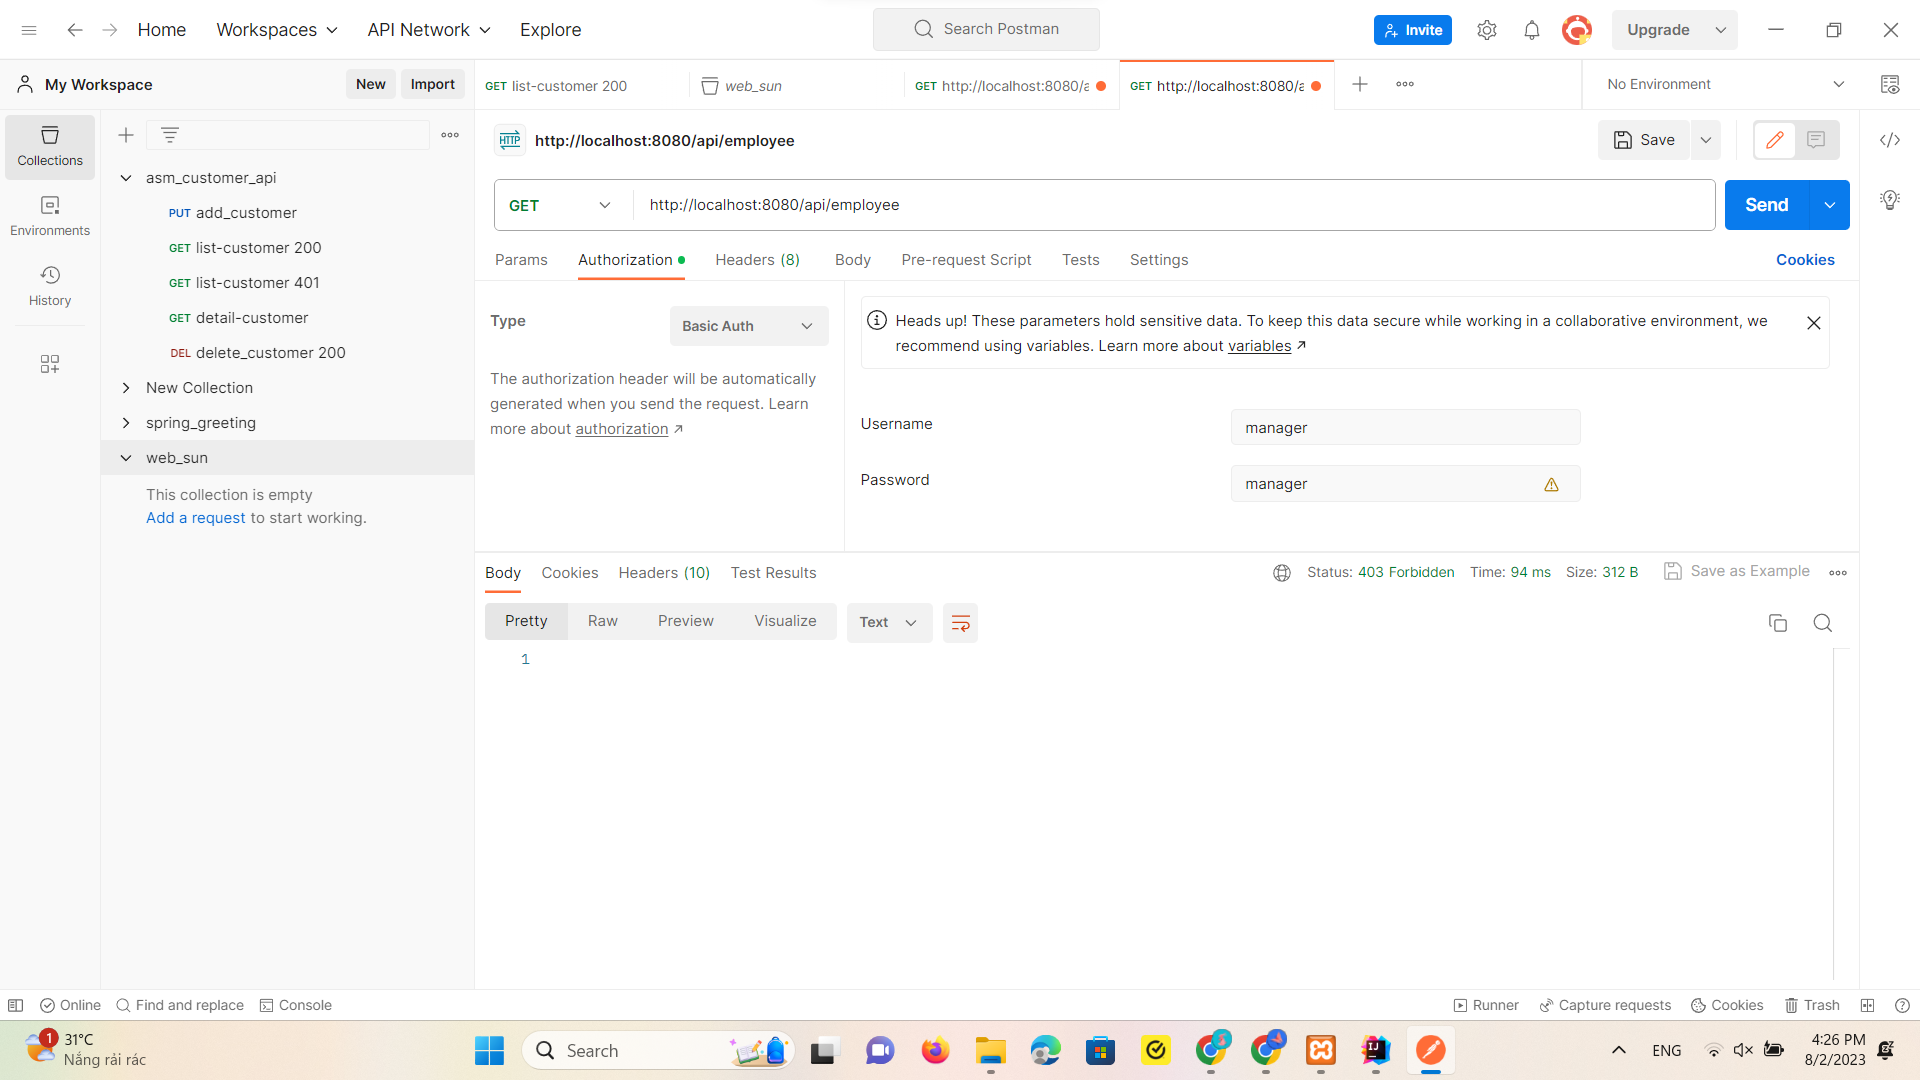 Home
Workspaces
API Network
Explore
Search Postman
Invite
Upgrade
My Workspace
New
Import
GET list-customer 200
web_sun
GET http://localhost:8080/a
GET http://localhost:8080/a
No Environment
Collections
Environments
History
asm_customer_api
PUT add_customer
GET list-customer 200
GET list-customer 401
GET detail-customer
DEL delete_customer 200
New Collection
spring_greeting
web_sun
This collection is empty
Add a request to start working.
HTTP http://localhost:8080/api/employee
Save
GET
http://localhost:8080/api/employee
Send
Params
Authorization
Headers (8)
Body
Pre-request Script
Tests
Settings
Cookies
Type
Basic Auth
The authorization header will be automatically
generated when you send the request. Learn
more about authorization ↗
Heads up! These parameters hold sensitive data. To keep this data secure while working in a collaborative environment, we
recommend using variables. Learn more about variables ↗
Username
manager
Password
manager
Body
Cookies
Headers (10)
Test Results
Status: 403 Forbidden
Time: 94 ms
Size: 312 B
Save as Example
Pretty
Raw
Preview
Visualize
Text
1
Online
Find and replace
Console
Runner
Capture requests
Cookies
Trash
1
31°C
Nắng rải rác
Search
ENG
4:26 PM
8/2/2023